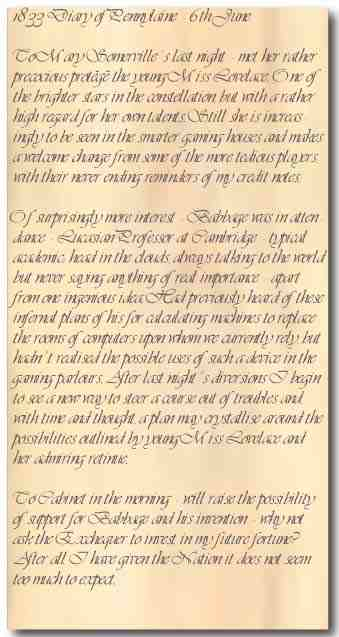 1833 Diary of Pennylaine - 6th June
To Mary Somerville´s last night - met her rather
precocious protégé the young Miss Lovelace. One of
the brighter stars in the constellation but with a rather
high regard for her own talents. Still, she is increas-
ingly to be seen in the smarter gaming houses and makes
a welcome change from some of the more tedious players,
with their never ending reminders of my credit notes.
Of surprisingly more interest - Babbage was in atten-
dance - Lucasian Professor at Cambridge - typical
academic, head in the clouds, always talking to the world
but never saying anything of real importance - apart
from one ingenious idea. Had previously heard of these
infernal plans of his for calculating machines to replace
the rooms of computers upon whom we currently rely, but
hadn´t realised the possible uses of such a device in the
gaming parlours. After last night´s diversions I begin
to see a new way to steer a course out of troubles and,
with time and thought, a plan may crystallise around the
possibilities outlined by young Miss Lovelace and
her admiring retinue.
To Cabinet in the morning - will raise the possibility
of support for Babbage and his invention - why not
ask the Exchequer to invest in my future fortune?
After all, I have given the Nation it does not seem
too much to expect.